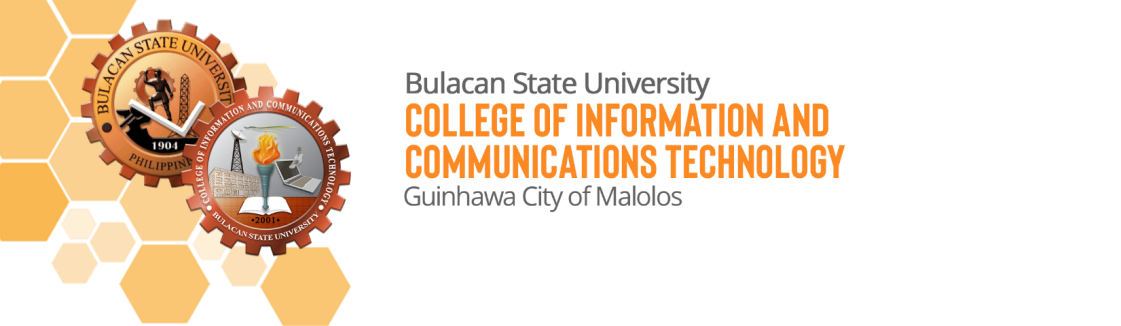 BULACAN STATE UNIVERSITY
1904
PHILIPPINE
COLLEGE OF INFORMATION AND COMMUNICATIONS TECHNOLOGY
•2001•
BULACAN STATE UNIVERSITY
Bulacan State University
COLLEGE OF INFORMATION AND
COMMUNICATIONS TECHNOLOGY
Guinhawa City of Malolos